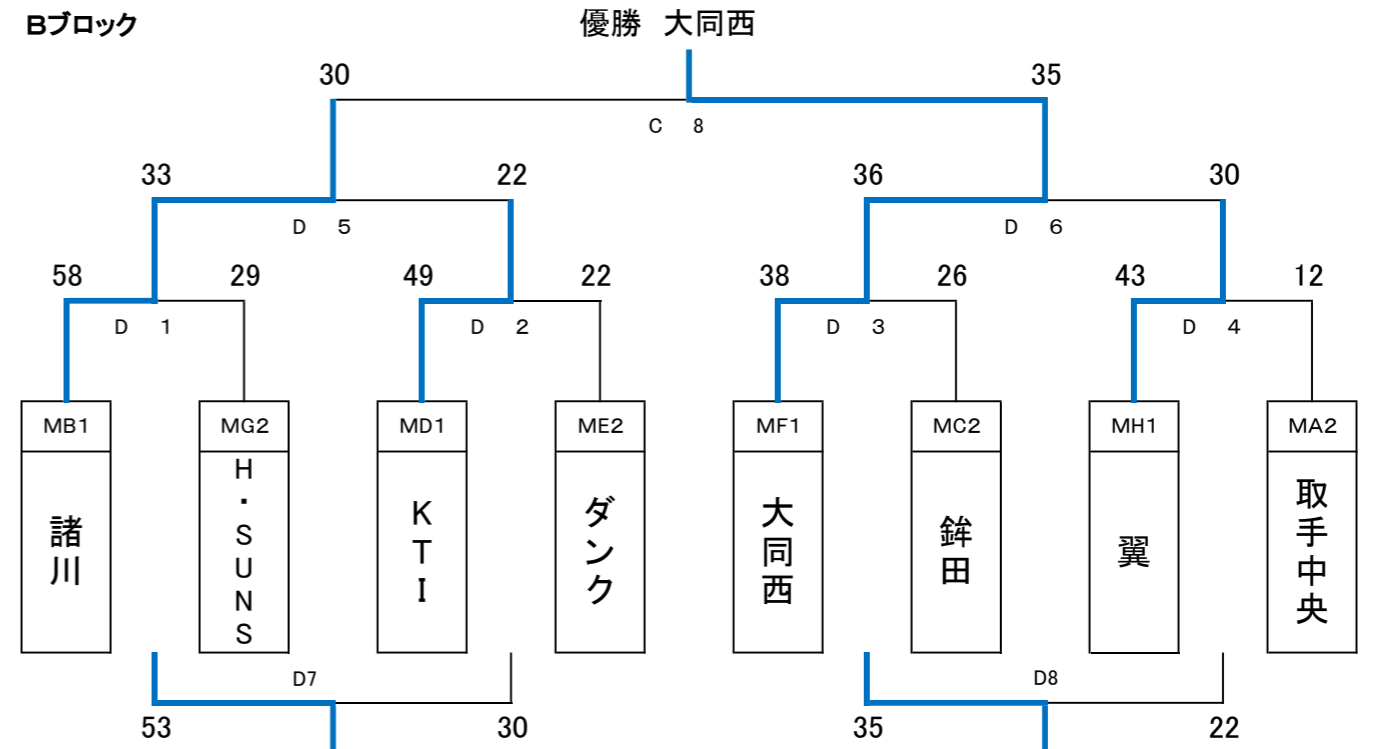 Bブロック
優勝 大同西
30 35
C 8
33 22 36 30
D 5 D 6
58 29 49 22 38 26 43 12
D 1 D 2 D 3 D 4
MB1 MG2 MD1 ME2 MF1 MC2 MH1 MA2
諸川
H・SUNS
KTI
ダンク
大同西
鉾田
翼
取手中央
D7 D8
53 30 35 22